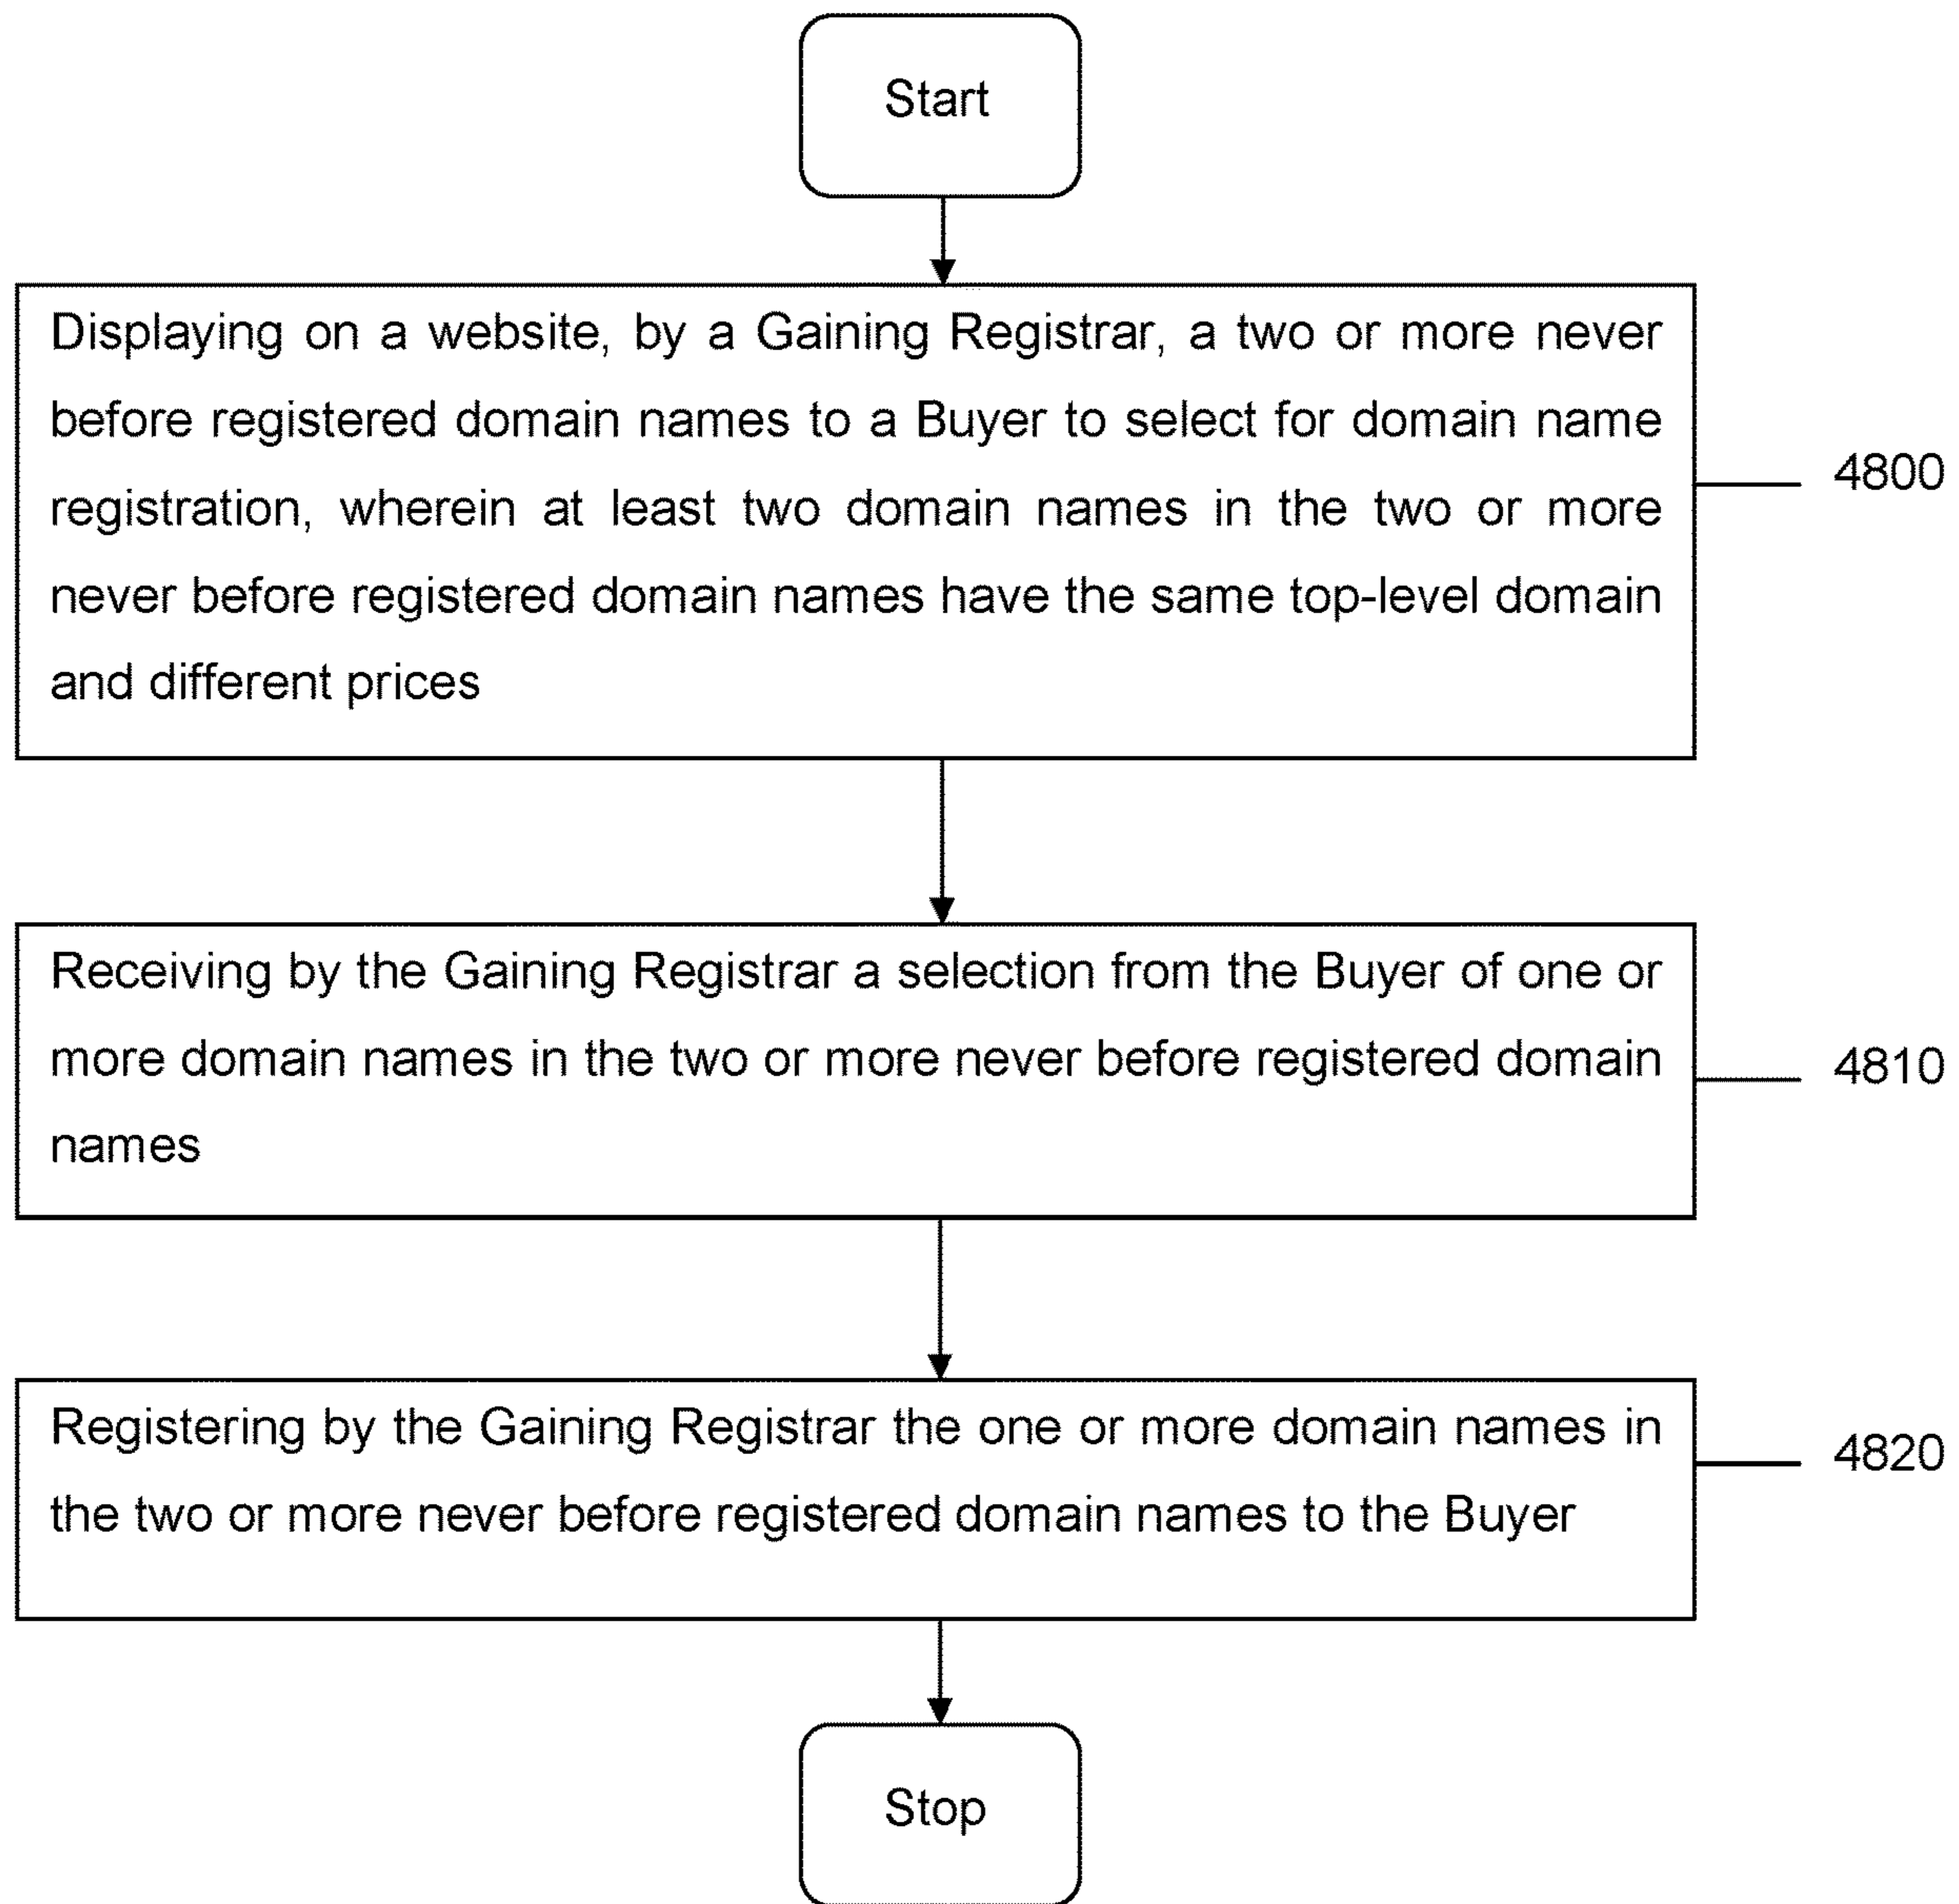 Start
Displaying on a website, by a Gaining Registrar, a two or more never
before registered domain names to a Buyer to select for domain name
registration, wherein at least two domain names in the two or more
never before registered domain names have the same top-level domain
and different prices
4800
Receiving by the Gaining Registrar a selection from the Buyer of one or
more domain names in the two or more never before registered domain
names
4810
Registering by the Gaining Registrar the one or more domain names in
the two or more never before registered domain names to the Buyer
4820
Stop